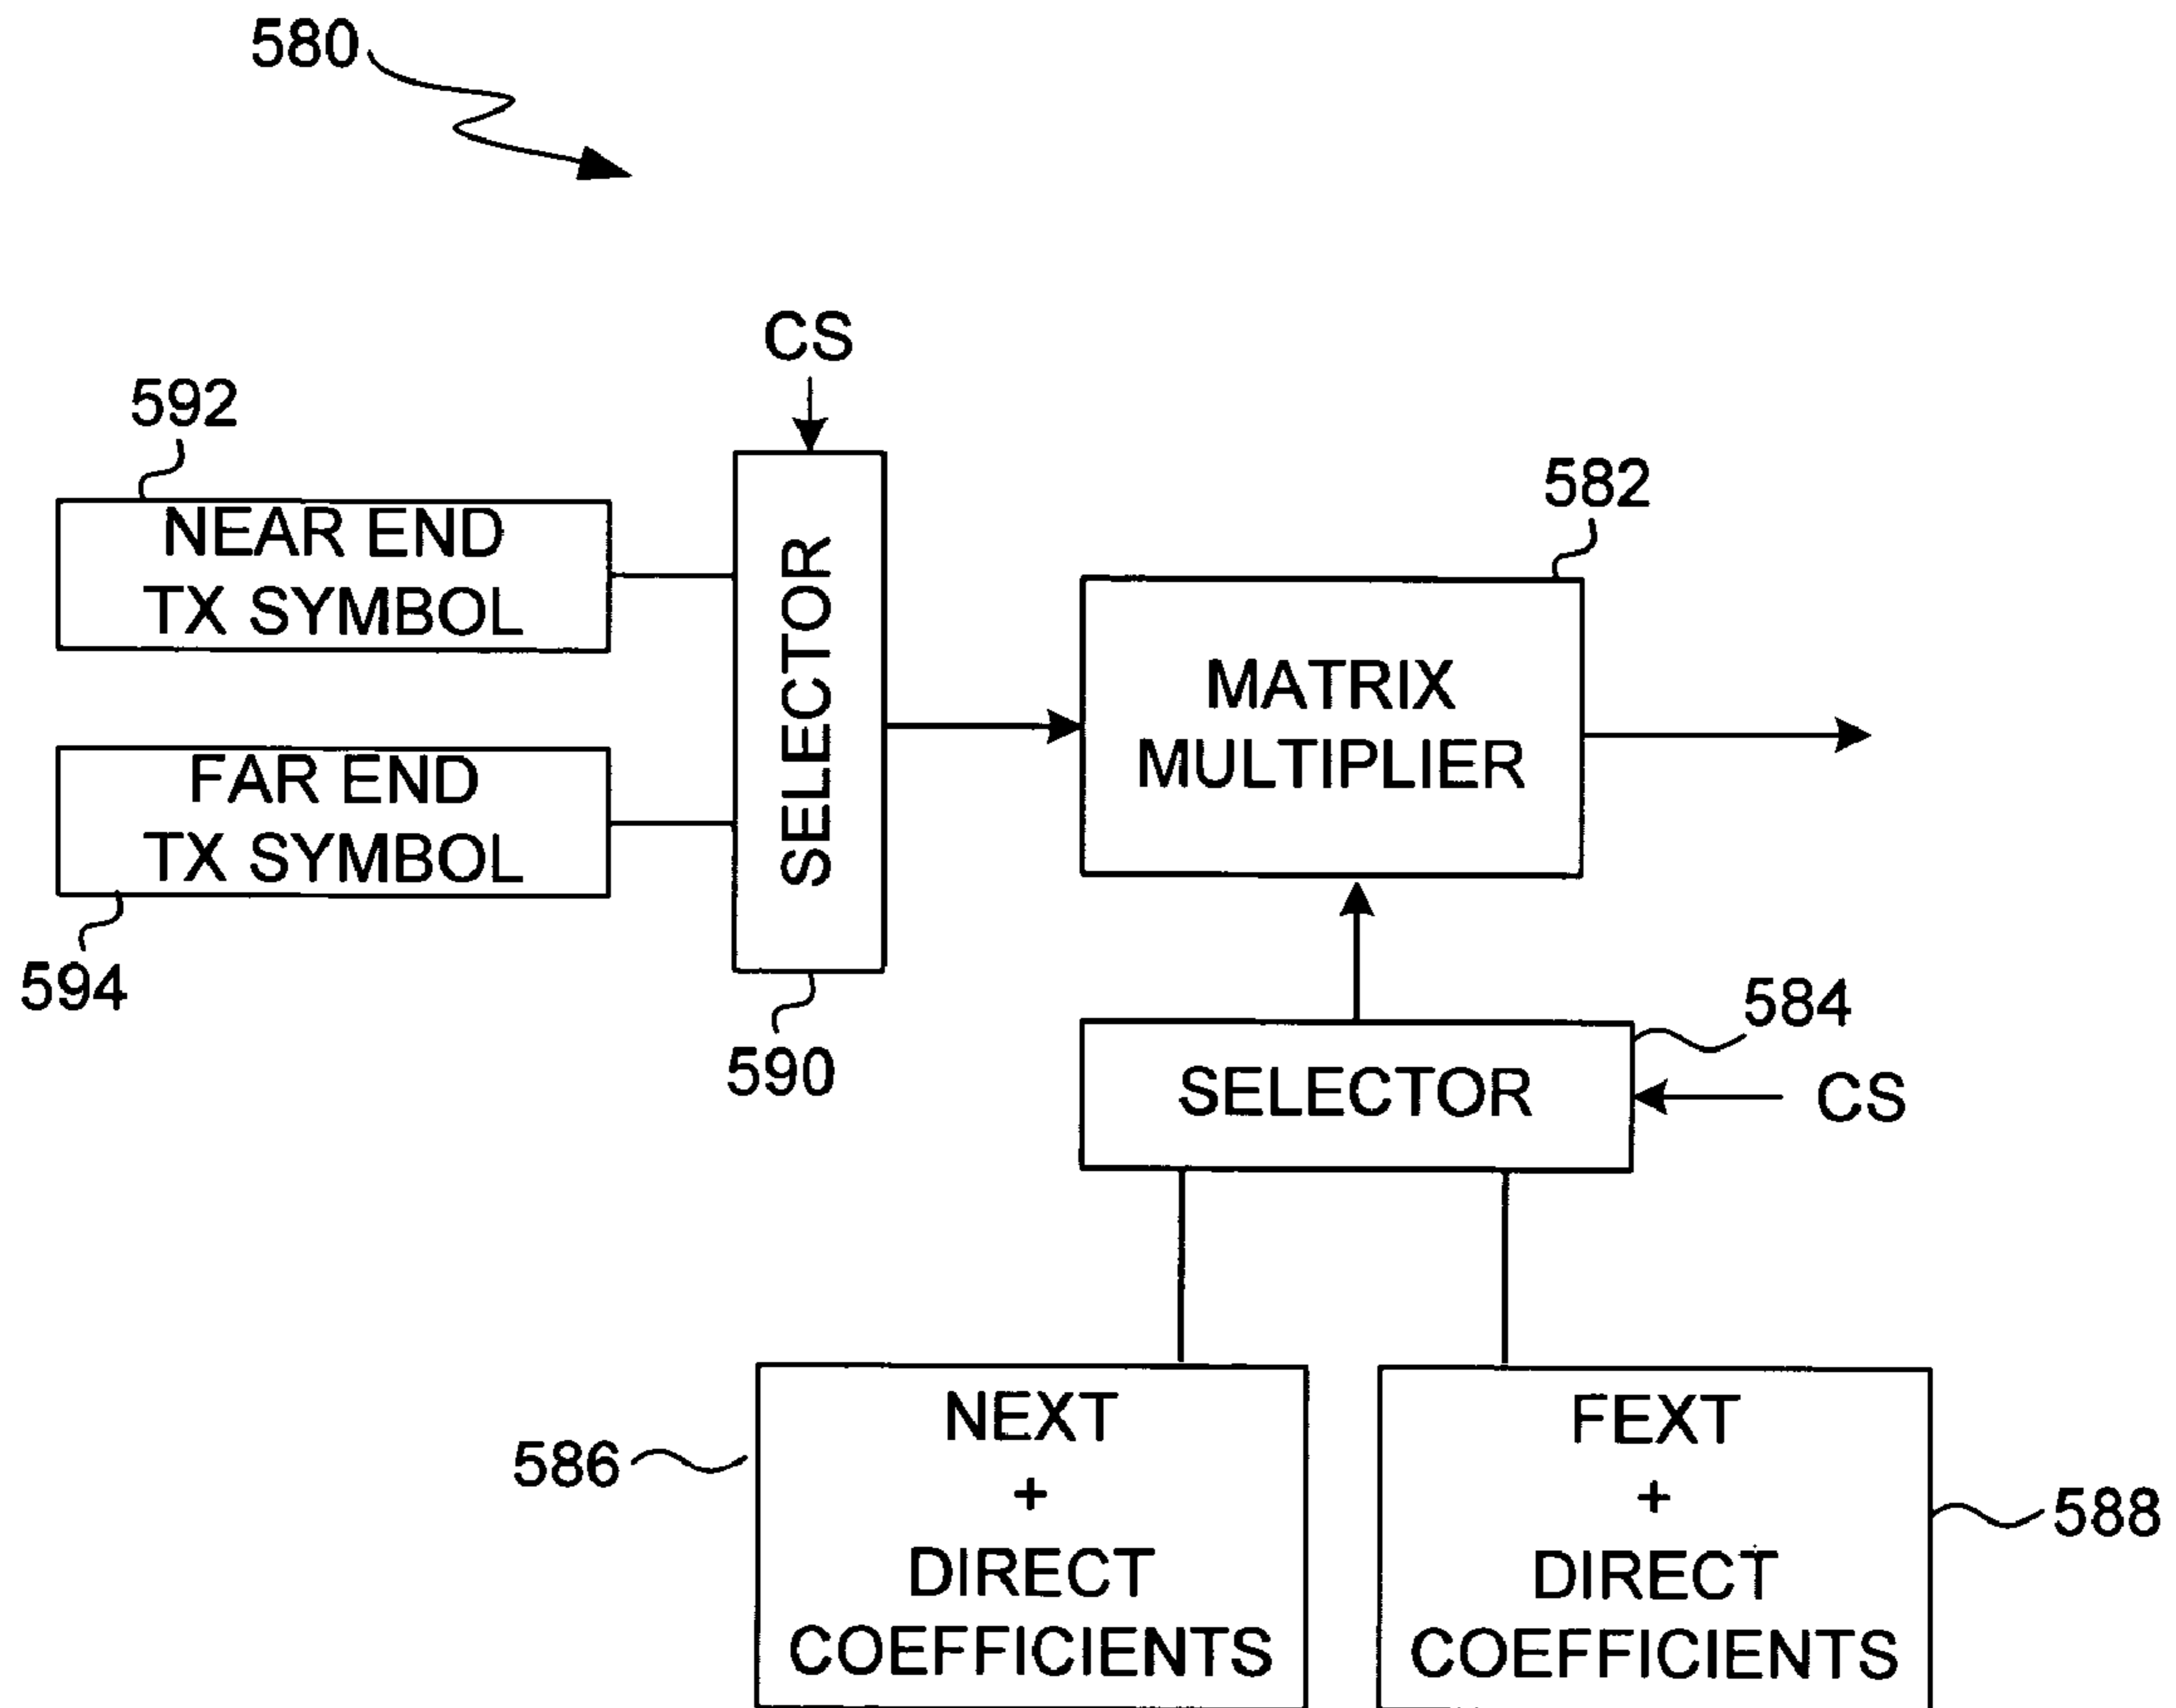 580
CS
592
NEAR END
TX SYMBOL
582
SELECTOR
MATRIX
MULTIPLIER
FAR END
TX SYMBOL
594
590
584
SELECTOR
CS
586
NEXT
+
DIRECT
COEFFICIENTS
FEXT
+
DIRECT
COEFFICIENTS
588